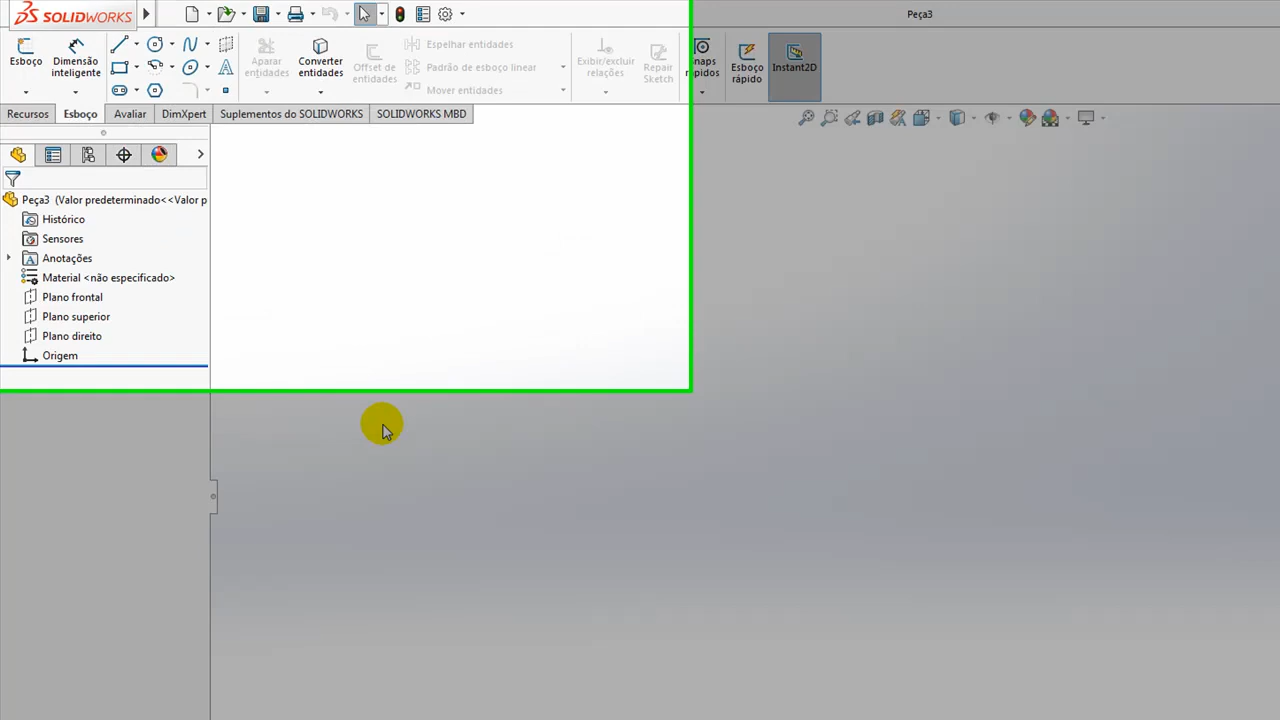 SOLIDWORKS
Peça3
Esboço
Dimensão inteligente
Aparar entidades
Converter entidades
Offset de entidades
Espelhar entidades
Padrão de esboço linear
Mover entidades
Exibir/excluir relações
Repair Sketch
Esboço rápido
Instant2D
Recursos
Esboço
Avaliar
DimXpert
Suplementos do SOLIDWORKS
SOLIDWORKS MBD
Peça3 (Valor predeterminado<<Valor p
Histórico
Sensores
Anotações
Material <não especificado>
Plano frontal
Plano superior
Plano direito
Origem